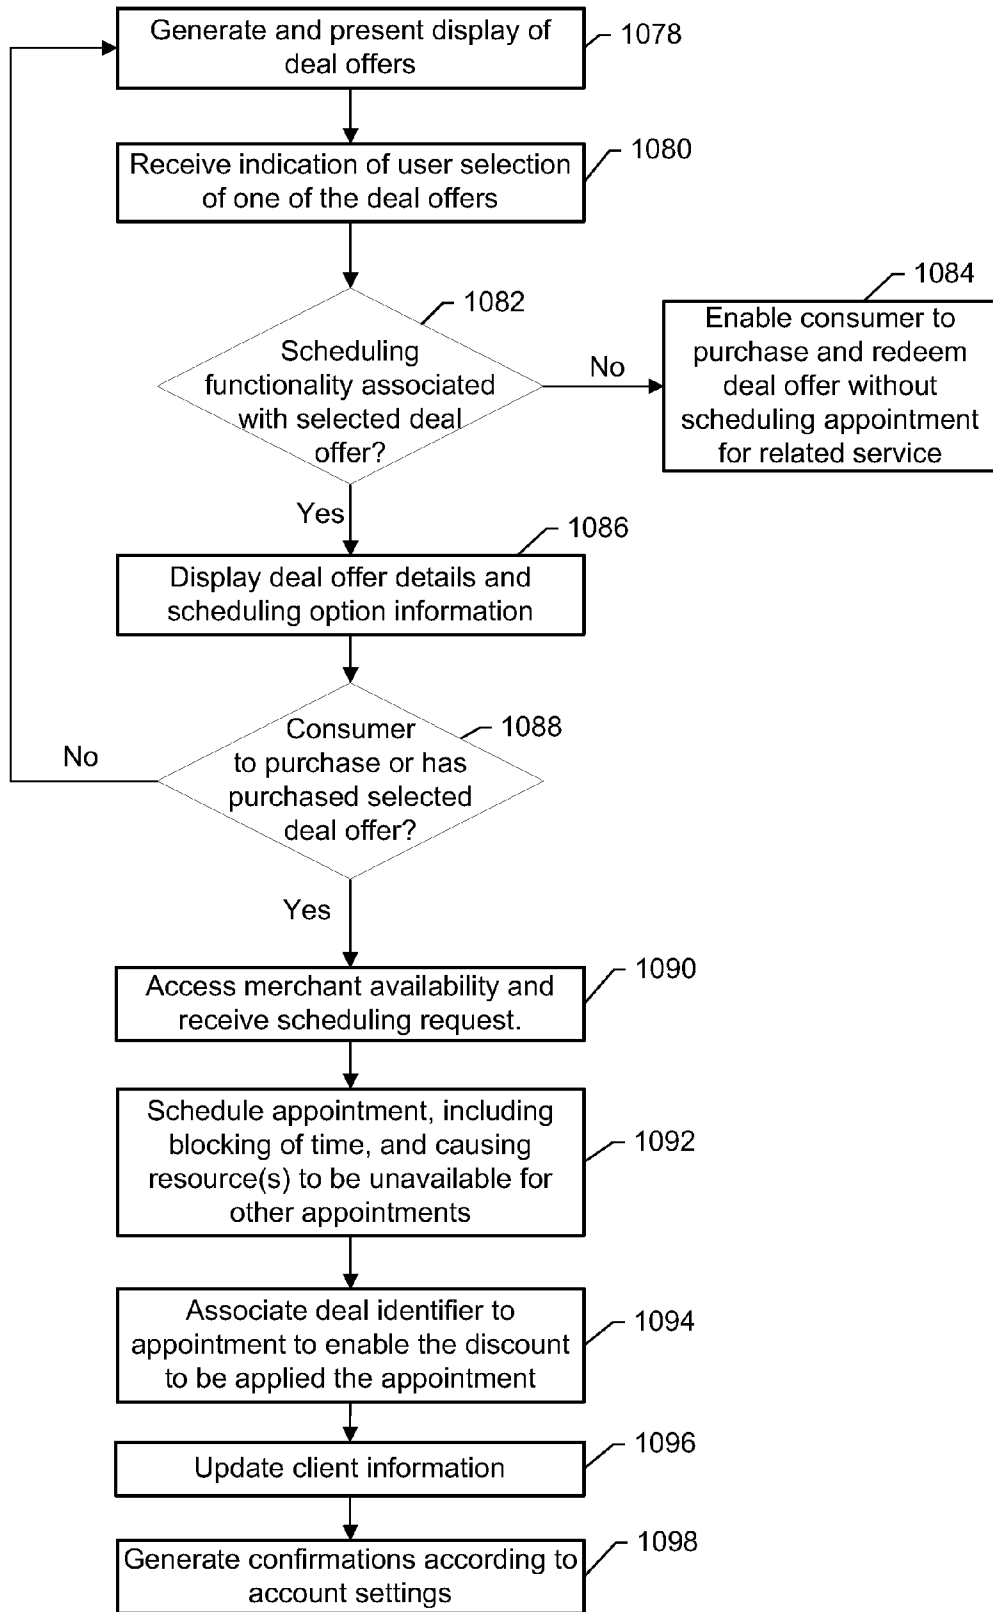 Generate and present display of
deal offers
1078
Receive indication of user selection
of one of the deal offers
1080
1082
Scheduling
functionality associated
with selected deal
offer?
No
1084
Enable consumer to
purchase and redeem
deal offer without
scheduling appointment
for related service
Yes
1086
Display deal offer details and
scheduling option information
1088
Consumer
to purchase or has
purchased selected
deal offer?
No
Yes
1090
Access merchant availability and
receive scheduling request.
Schedule appointment, including
blocking of time, and causing
resource(s) to be unavailable for
other appointments
1092
Associate deal identifier to
appointment to enable the discount
to be applied the appointment
1094
1096
Update client information
1098
Generate confirmations according to
account settings